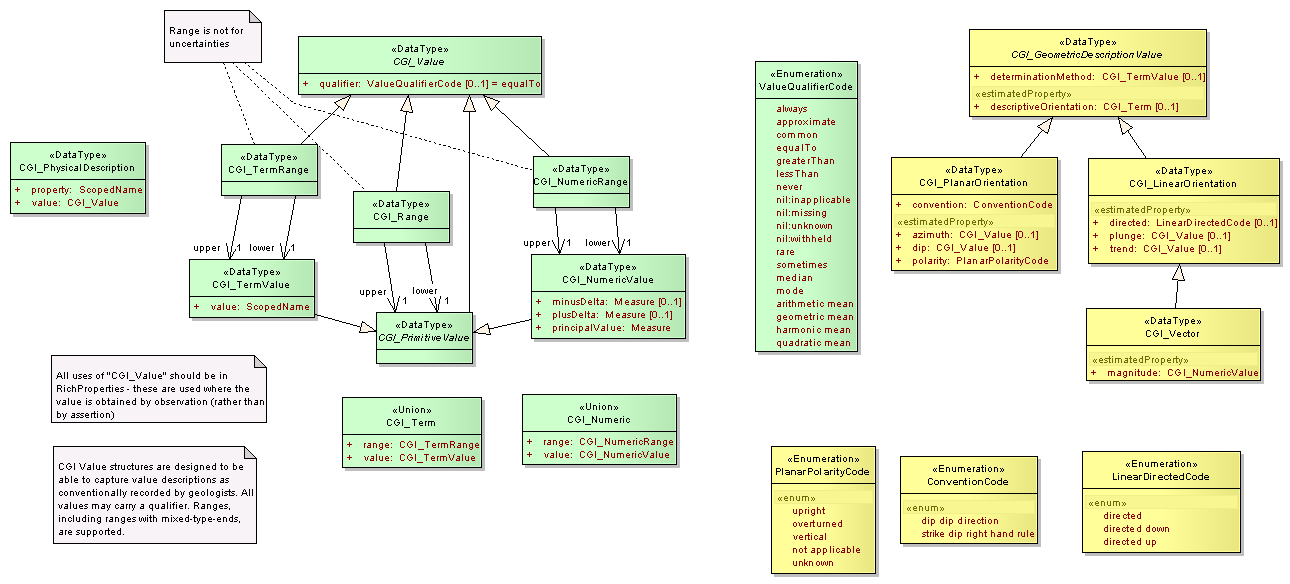 Range is not for
uncertainties
«DataType»
CGI_Value
+ qualifier: ValueQualifierCode [0..1] = equalTo
«DataType»
CGI_PhysicalDescription
+ property: ScopedName
+ value: CGI_Value
«DataType»
CGI_TermRange
«DataType»
CGI_Range
«DataType»
CGI_NumericRange
upper
1
lower
1
upper
1
lower
1
upper
1
lower
1
«DataType»
CGI_TermValue
+ value: ScopedName
«DataType»
CGI_PrimitiveValue
«DataType»
CGI_NumericValue
+ minusDelta: Measure [0..1]
+ plusDelta: Measure [0..1]
+ principalValue: Measure
All uses of "CGI_Value" should be in
RichProperties - these are used where the
value is obtained by observation (rather than
by assertion)
CGI Value structures are designed to be
able to capture value descriptions as
conventionally recorded by geologists. All
values may carry a qualifier. Ranges,
including ranges with mixed-type-ends,
are supported.
«Union»
CGI_Term
+ range: CGI_TermRange
+ value: CGI_TermValue
«Union»
CGI_Numeric
+ range: CGI_NumericRange
+ value: CGI_NumericValue
«Enumeration»
ValueQualifierCode
always
approximate
common
equalTo
greaterThan
lessThan
never
nil:inapplicable
nil:missing
nil:unknown
nil:withheld
rare
sometimes
median
mode
arithmetic mean
geometric mean
harmonic mean
quadratic mean
«DataType»
CGI_GeometricDescriptionValue
+ determinationMethod: CGI_TermValue [0..1]
«estimatedProperty»
+ descriptiveOrientation: CGI_Term [0..1]
«DataType»
CGI_PlanarOrientation
+ convention: ConventionCode
«estimatedProperty»
+ azimuth: CGI_Value [0..1]
+ dip: CGI_Value [0..1]
+ polarity: PlanarPolarityCode
«DataType»
CGI_LinearOrientation
«estimatedProperty»
+ directed: LinearDirectedCode [0..1]
+ plunge: CGI_Value [0..1]
+ trend: CGI_Value [0..1]
«DataType»
CGI_Vector
«estimatedProperty»
+ magnitude: CGI_NumericValue
«Enumeration»
PlanarPolarityCode
«enum»
upright
overturned
vertical
not applicable
unknown
«Enumeration»
ConventionCode
«enum»
dip dip direction
strike dip right hand rule
«Enumeration»
LinearDirectedCode
«enum»
directed
directed down
directed up